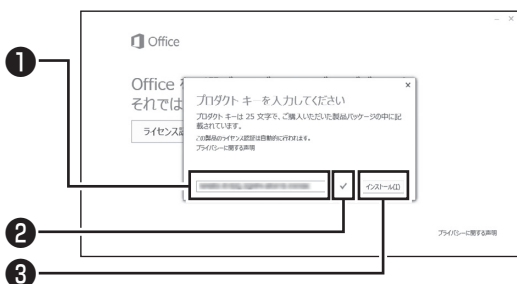 Office
Office
それでは
ライセンス認
プロダクト キーを入力してください
プロダクト キーは 25 文字で、ご購入いただいた製品パッケージの中に記
載されています。
この製品のライセンス認証は自動的に行われます。
プライバシーに関する声明
インストール(I)
プライバシーに関する声明
❶
❷
❸